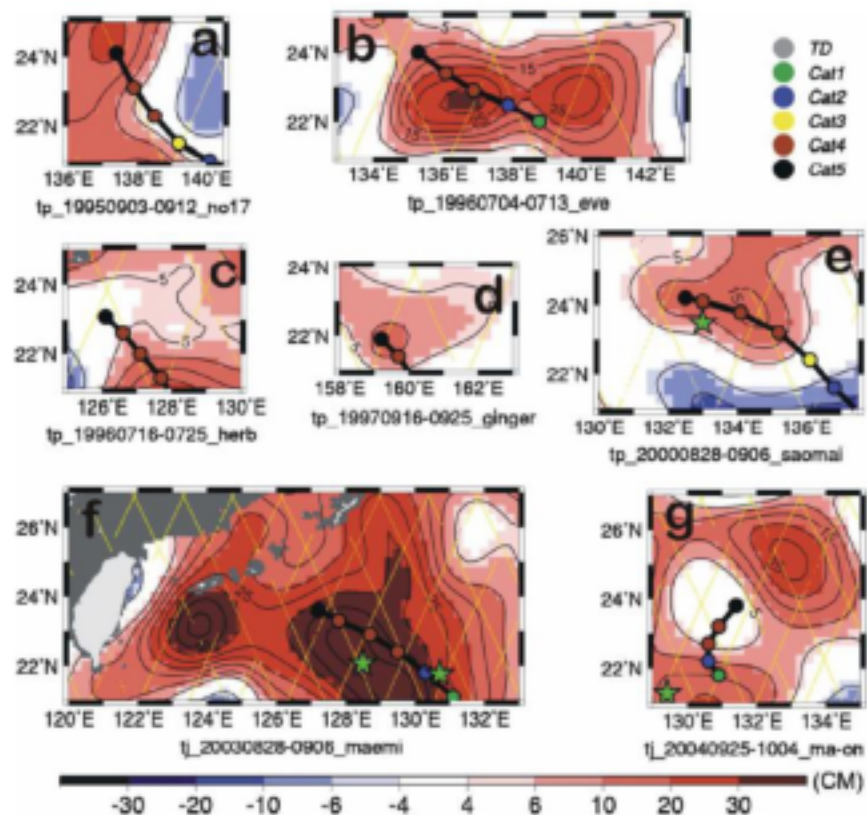 a
24°N
22°N
136°E 138°E 140°E
tp_19950903-0912_no17
b
5
15
15
24°N
22°N
134°E 136°E 138°E 140°E 142°E
tp_19960704-0713_eve
TD
Cat1
Cat2
Cat3
Cat4
Cat5
c
5
5
24°N
22°N
126°E 128°E 130°E
tp_19960716-0725_herb
d
24°N
22°N
158°E 160°E 162°E
tp_19970916-0925_ginger
e
5
26°N
24°N
22°N
130°E 132°E 134°E 136°E
tp_20000828-0906_saomai
f
26°N
24°N
22°N
120°E 122°E 124°E 126°E 128°E 130°E 132°E
tj_20030828-0906_maemi
g
5
26°N
24°N
22°N
130°E 132°E 134°E
tj_20040925-1004_ma-on
(CM)
-30 -20 -10 -6 -4 4 6 10 20 30